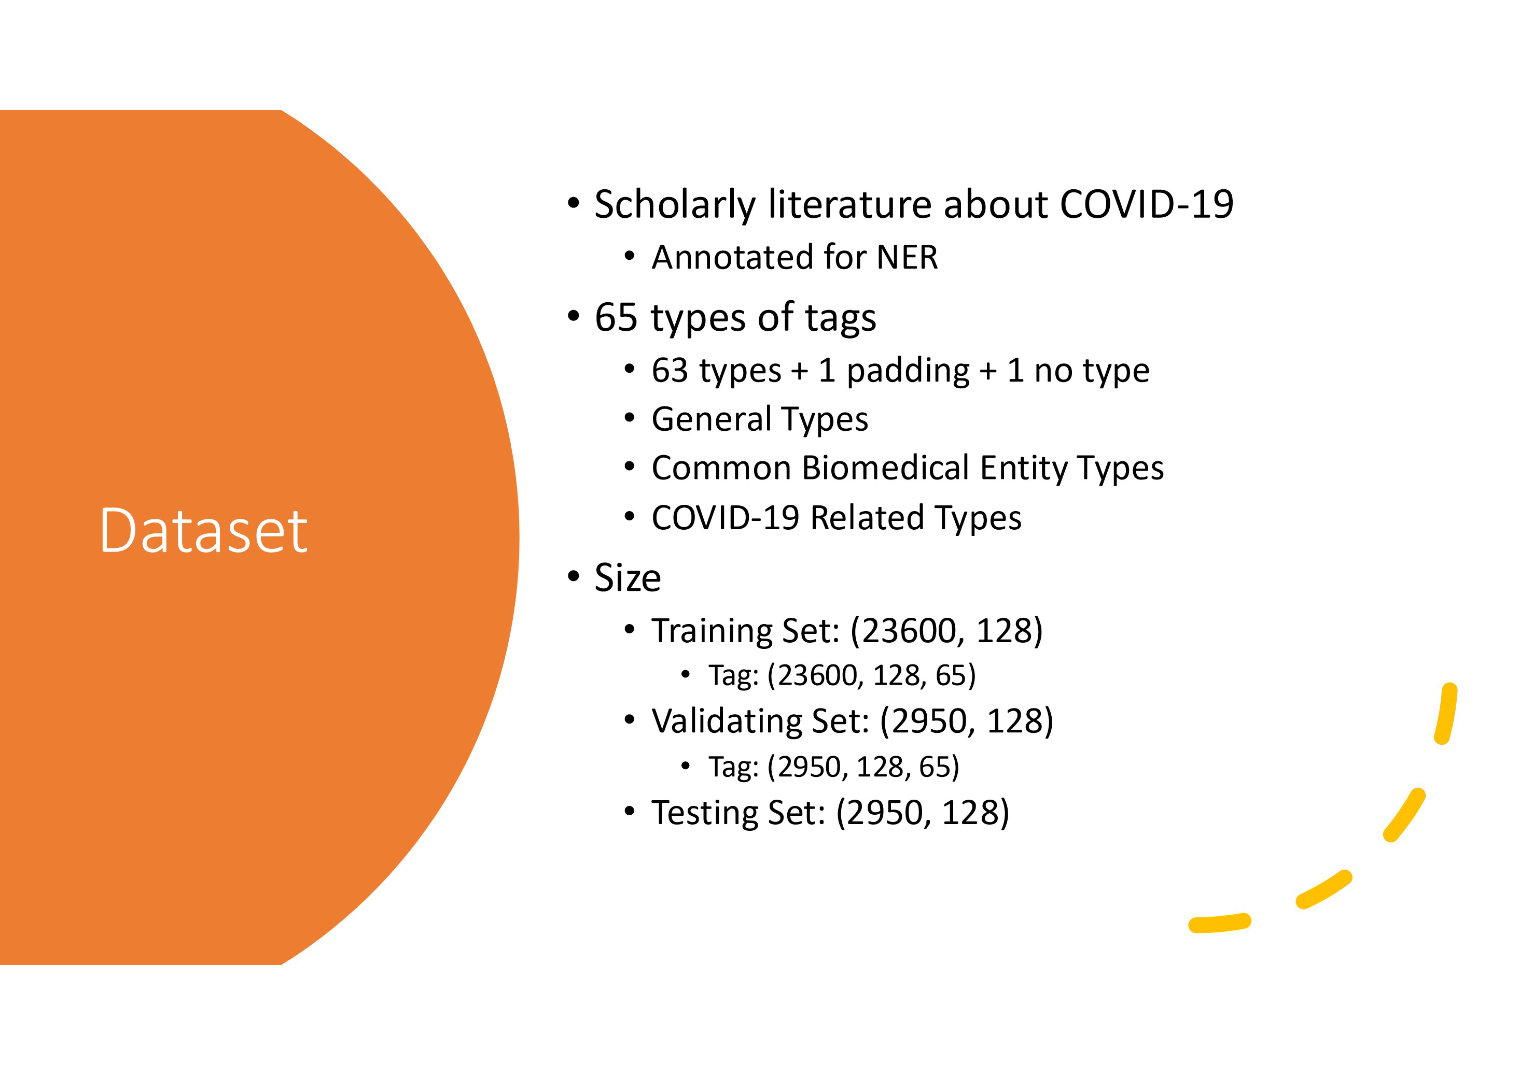 Dataset
• Scholarly literature about COVID-19
• Annotated for NER
• 65 types of tags
• 63 types + 1 padding + 1 no type
• General Types
• Common Biomedical Entity Types
• COVID-19 Related Types
• Size
• Training Set: (23600, 128)
• Tag: (23600, 128, 65)
• Validating Set: (2950, 128)
• Tag: (2950, 128, 65)
• Testing Set: (2950, 128)